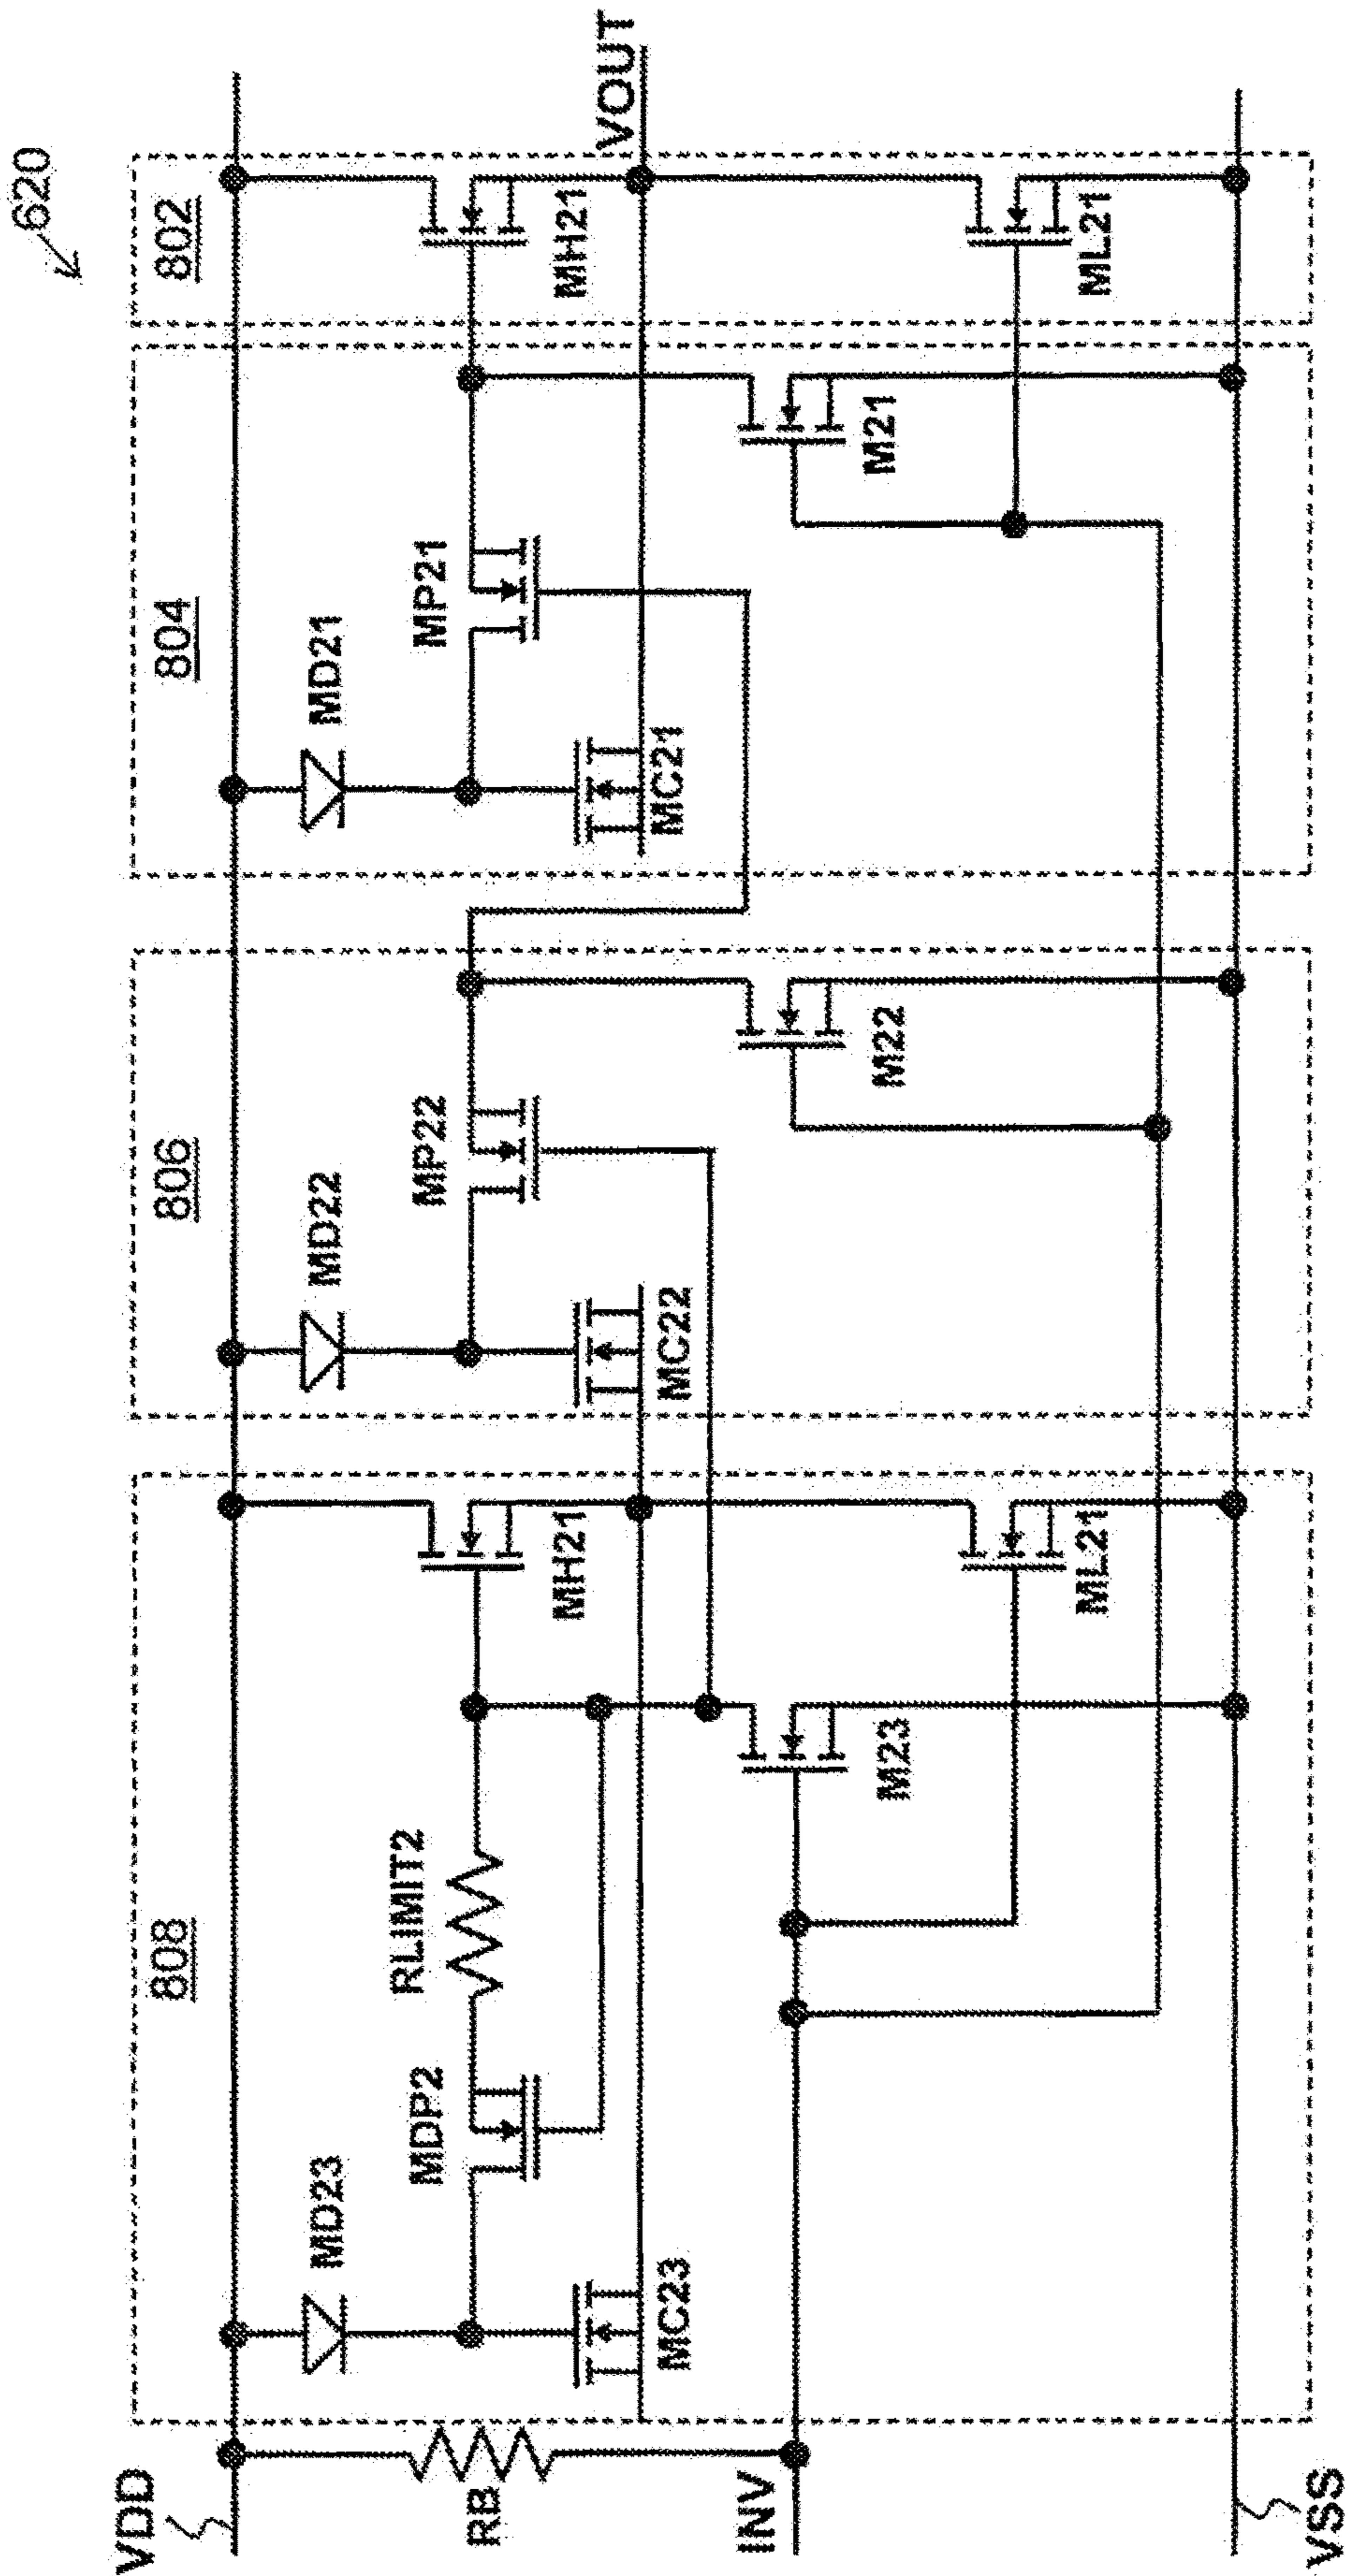 620
VDD
RB
INV
VSS
808
MD23
MDP2
RLIMIT2
MC23
MH21
M23
ML21
806
MD22
MP22
MC22
M22
804
MD21
MP21
MC21
M21
802
MH21
ML21
VOUT